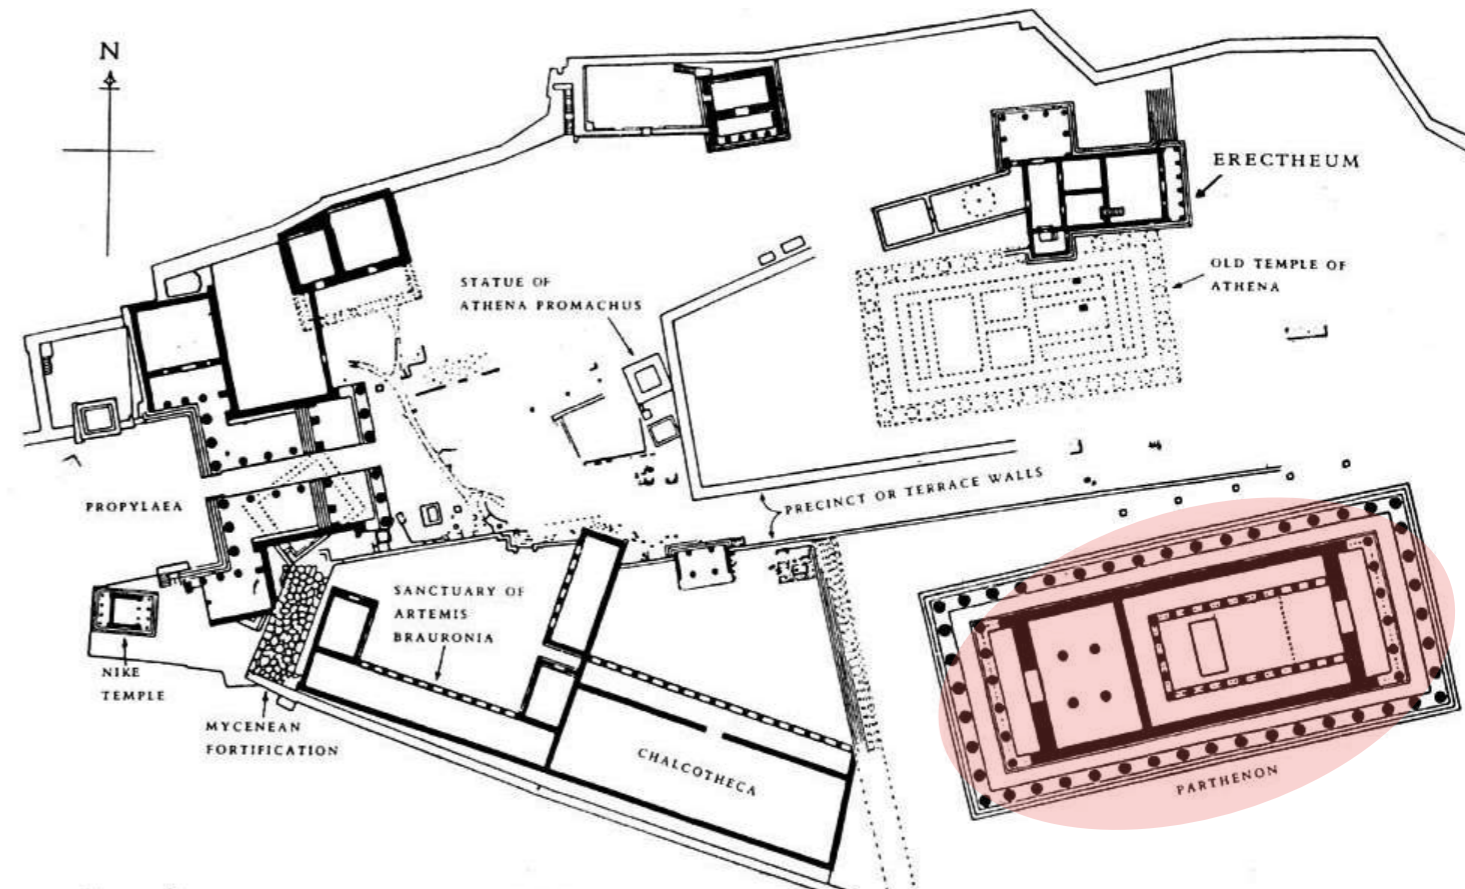 N
ERECTHEUM
OLD TEMPLE OF
ATHENA
STATUE OF
ATHENA PROMACHUS
PRECINCT OR TERRACE WALLS
PROPYLAEA
SANCTUARY OF
ARTEMIS
BRAURONIA
NIKE
TEMPLE
MYCENEAN
FORTIFICATION
CHALCOTHECA
PARTHENON